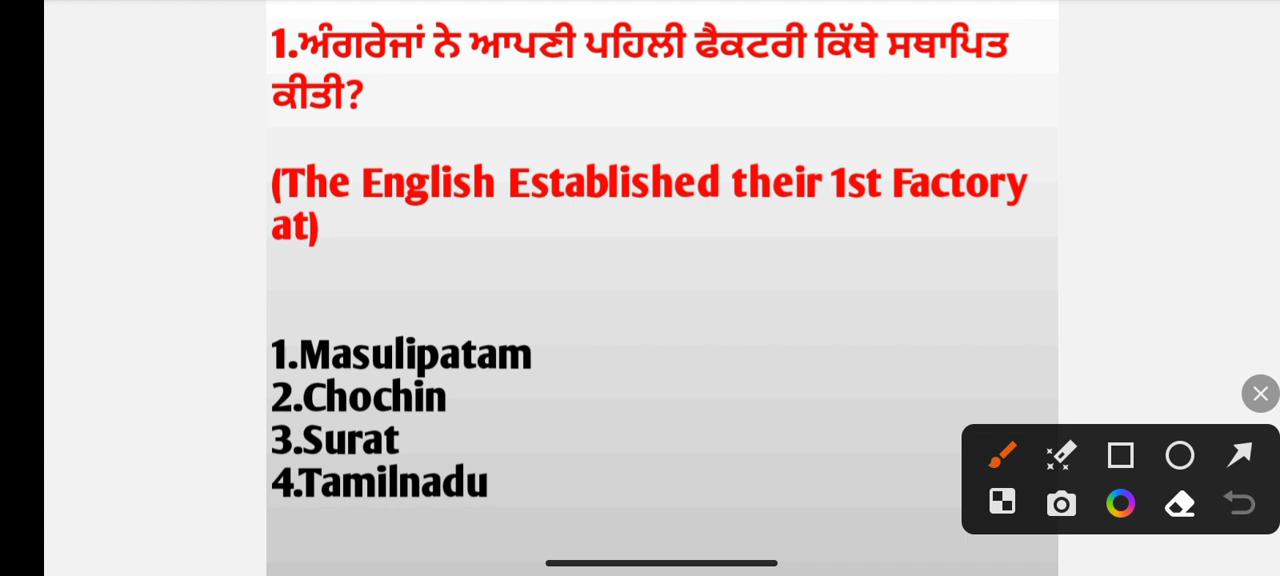 1.ਅੰਗਰੇਜਾਂ ਨੇ ਆਪਣੀ ਪਹਿਲੀ ਫੈਕਟਰੀ ਕਿੱਥੇ ਸਥਾਪਿਤ
ਕੀਤੀ?
(The English Established their 1st Factory
at)
1.Masulipatam
2.Chochin
3.Surat
4.Tamilnadu